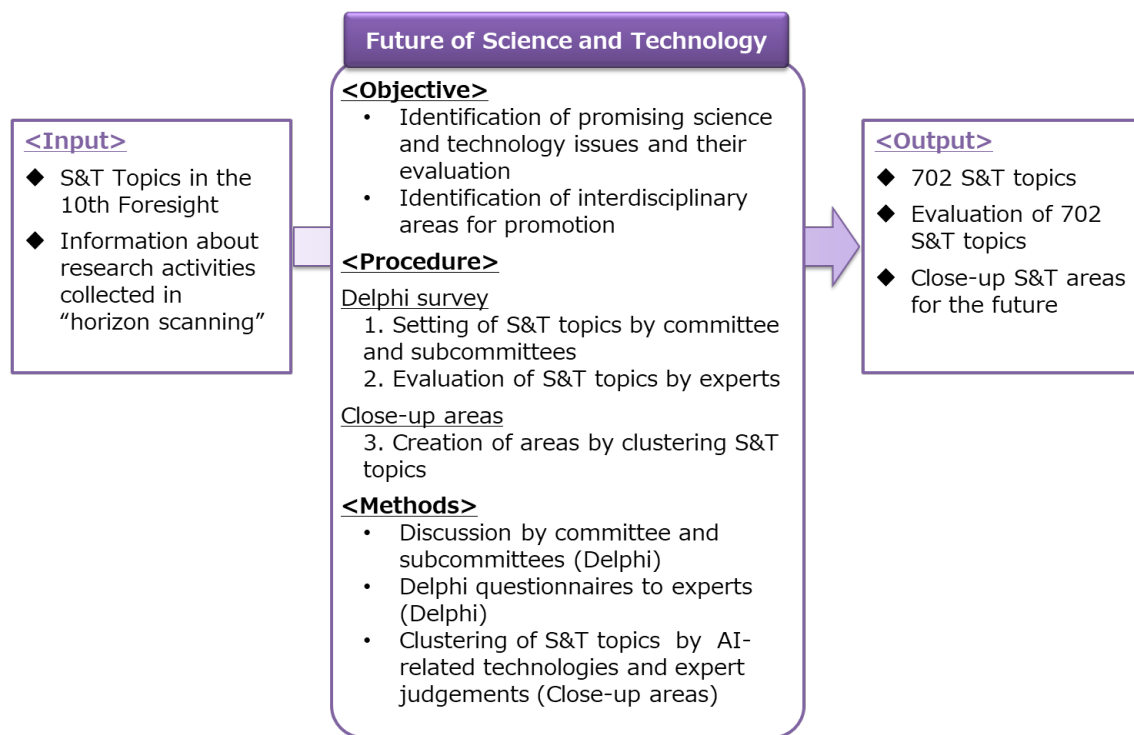 Future of Science and Technology
<Input>
◆ S&T Topics in the
10th Foresight
◆ Information about
research activities
collected in
“horizon scanning”
<Objective>
• Identification of promising science
and technology issues and their
evaluation
• Identification of interdisciplinary
areas for promotion
<Procedure>
Delphi survey
1. Setting of S&T topics by committee
and subcommittees
2. Evaluation of S&T topics by experts
Close-up areas
3. Creation of areas by clustering S&T
topics
<Methods>
• Discussion by committee and
subcommittees (Delphi)
• Delphi questionnaires to experts
(Delphi)
• Clustering of S&T topics by AI-
related technologies and expert
judgements (Close-up areas)
<Output>
◆ 702 S&T topics
◆ Evaluation of 702
S&T topics
◆ Close-up S&T areas
for the future